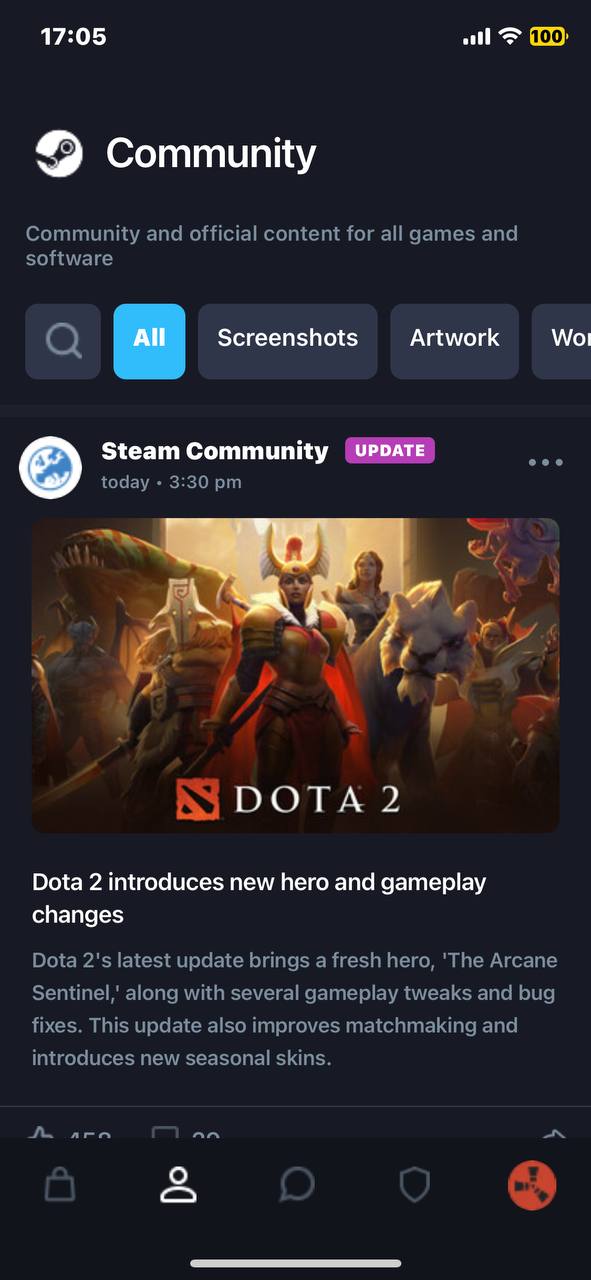 17:05
100
Community
Community and official content for all games and
software
All
Screenshots
Artwork
Wor
Steam Community
UPDATE
today • 3:30 pm
DOTA 2
Dota 2 introduces new hero and gameplay
changes
Dota 2's latest update brings a fresh hero, 'The Arcane
Sentinel,' along with several gameplay tweaks and bug
fixes. This update also improves matchmaking and
introduces new seasonal skins.